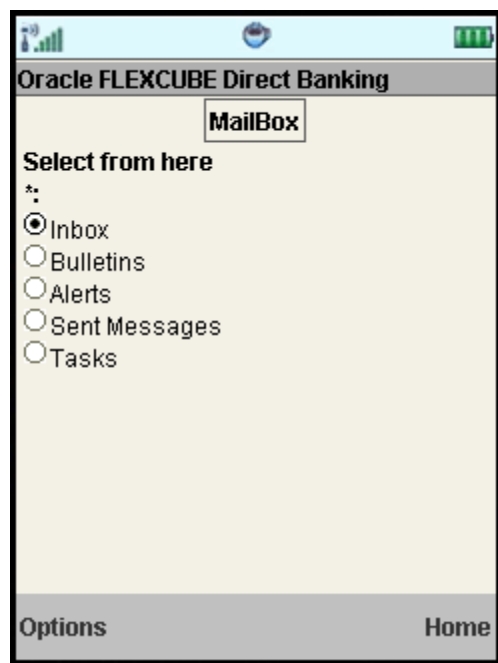 Oracle FLEXCUBE Direct Banking
MailBox
Select from here
*:
Inbox
Bulletins
Alerts
Sent Messages
Tasks
Options Home